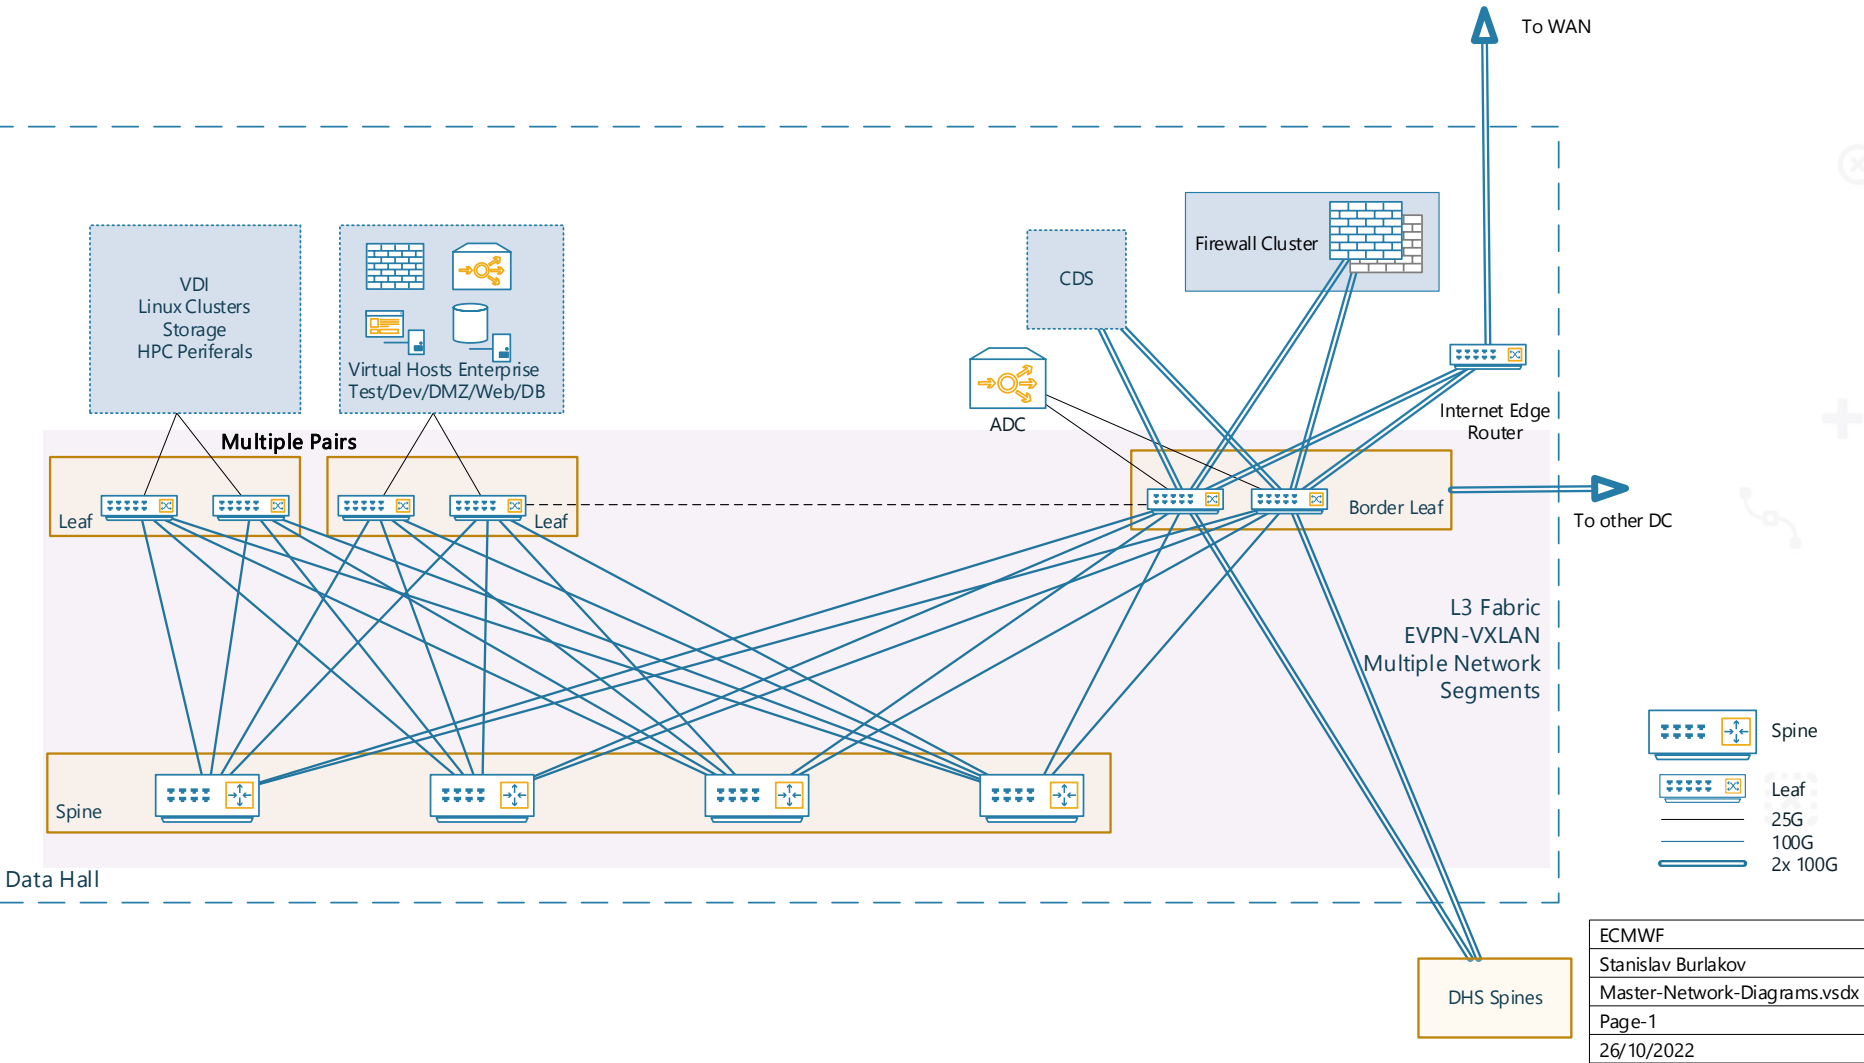 To WAN
Firewall Cluster
CDS
VDI
Linux Clusters
Storage
HPC Periferals
Virtual Hosts Enterprise
Test/Dev/DMZ/Web/DB
ADC
Internet Edge
Router
Multiple Pairs
Leaf
Leaf
Border Leaf
To other DC
L3 Fabric
EVPN-VXLAN
Multiple Network
Segments
Spine
Spine
Leaf
25G
100G
2x 100G
Data Hall
DHS Spines
ECMWF
Stanislav Burlakov
Master-Network-Diagrams.vsdx
Page-1
26/10/2022